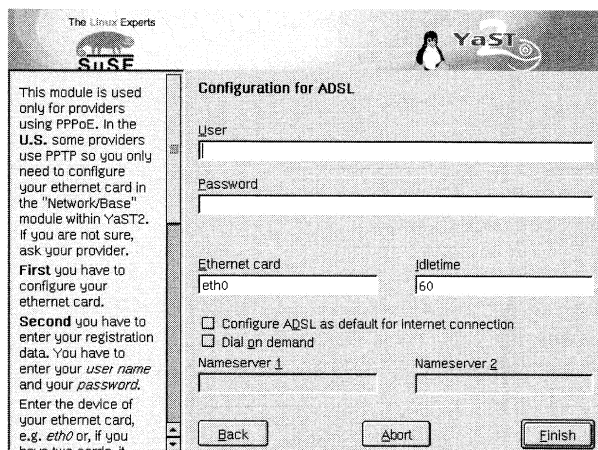 The Linux Experts
SuSE
YaST
2
This module is used
only for providers
using PPPoE. In the
U.S. some providers
use PPTP so you only
need to configure
your ethernet card in
the "Network/Base"
module within YaST2.
If you are not sure,
ask your provider.
First you have to
configure your
ethernet card.
Second you have to
enter your registration
data. You have to
enter your user name
and your password.
Enter the device of
your ethernet card,
e.g. eth0 or, if you
have two cards, it
Configuration for ADSL
User
Password
Ethernet card
Idletime
eth0
60
Configure ADSL as default for internet connection
Dial on demand
Nameserver 1
Nameserver 2
Back
Abort
Finish